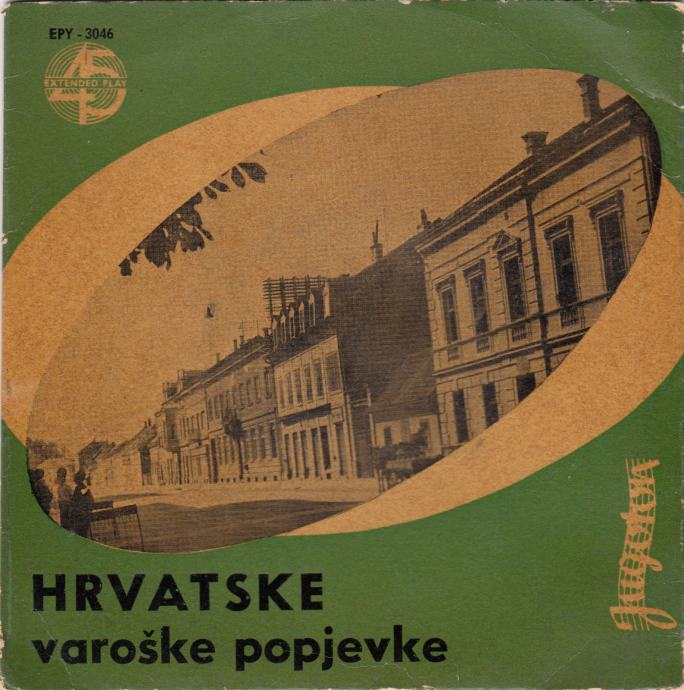 EPY - 3046
45
EXTENDED PLAY
jugoton
HRVATSKE
varoške popjevke